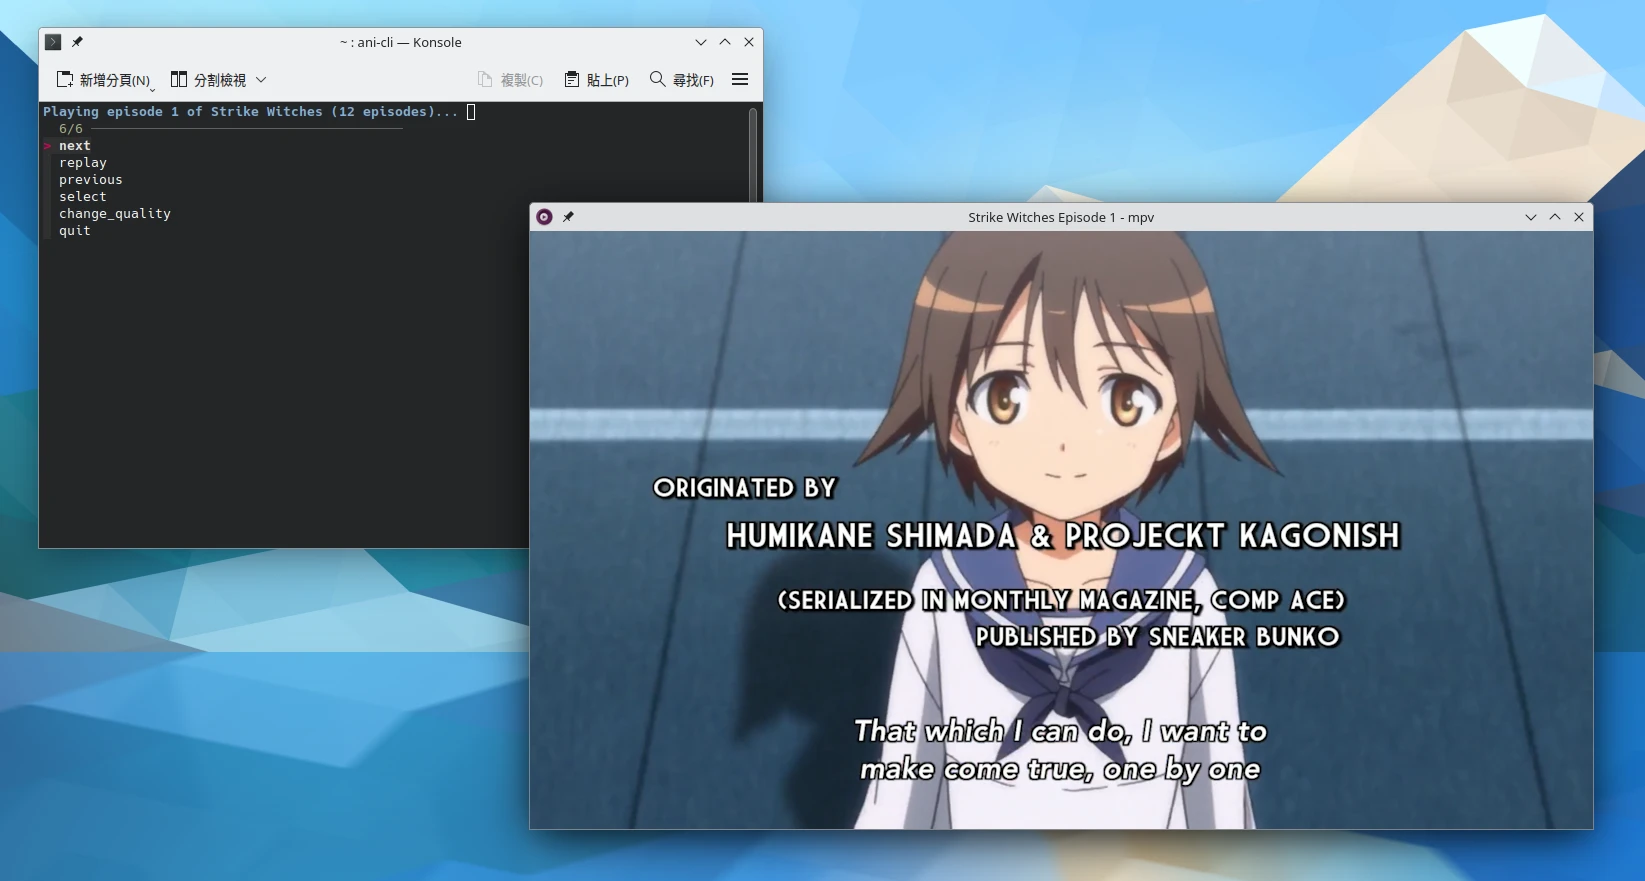 ~ : ani-cli — Konsole
新增分頁(N)
分割檢視
複製(C)
貼上(P)
尋找(F)
Playing episode 1 of Strike Witches (12 episodes)...
6/6
> next
replay
previous
select
change_quality
quit
Strike Witches Episode 1 - mpv
ORIGINATED BY
HUMIKANE SHIMADA & PROJECKT KAGONISH
(SERIALIZED IN MONTHLY MAGAZINE, COMP ACE)
PUBLISHED BY SNEAKER BUNKO
That which I can do, I want to
make come true, one by one